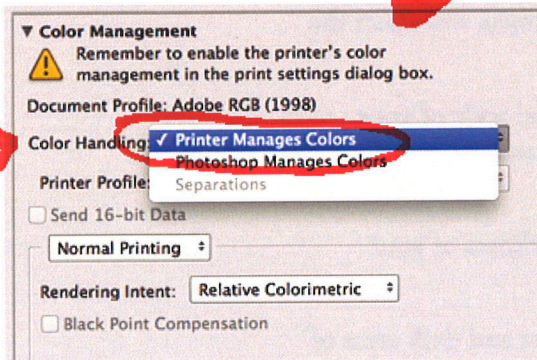 Color Management
Remember to enable the printer's color
management in the print settings dialog box.
Document Profile: Adobe RGB (1998)
Color Handling: ✓ Printer Manages Colors
Photoshop Manages Colors
Printer Profile:
Separations
Send 16-bit Data
Normal Printing
Rendering Intent: Relative Colorimetric
Black Point Compensation